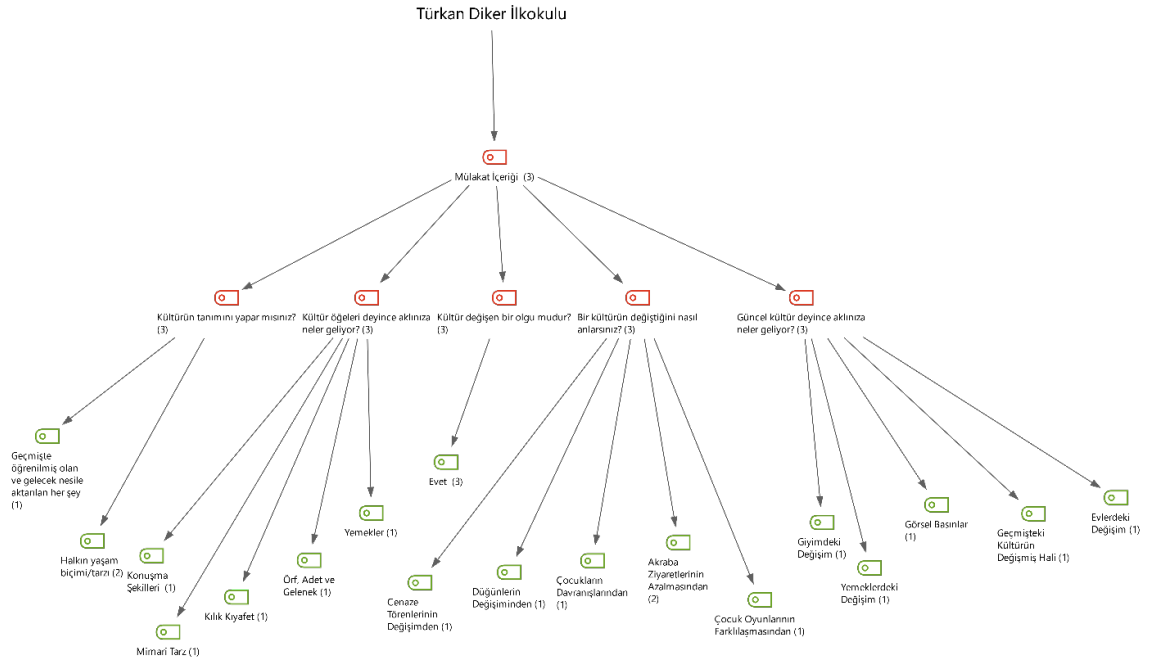 Türkan Diker İlkokulu
Mülakat İçeriği (3)
Kültürün tanımını yapar mısınız?
(3)
Kültür öğeleri deyince aklınıza
neler geliyor? (3)
Kültür değişen bir olgu mudur?
(3)
Bir kültürün değiştiğini nasıl
anlarsınız? (3)
Güncel kültür deyince aklınıza
neler geliyor? (3)
Geçmişte
öğrenilmiş olan
ve gelecek nesile
aktarılan her şey
(1)
Halkın yaşam
biçimi/tarzı (2)
Konuşma
Şekilleri (1)
Mimari Tarz (1)
Kılık Kıyafet (1)
Örf, Adet ve
Gelenek (1)
Yemekler (1)
Evet (3)
Cenaze
Törenlerinin
Değişimden (1)
Düğünlerin
Değişiminden (1)
Çocukların
Davranışlarından
(1)
Akraba
Ziyaretlerinin
Azalmasından
(2)
Çocuk Oyunlarının
Farklılaşmasından (1)
Giyimdeki
Değişim (1)
Yemeklerdeki
Değişim (1)
Görsel Basınlar
(1)
Geçmişteki
Kültürün
Değişmiş Hali (1)
Evlerdeki
Değişim (1)